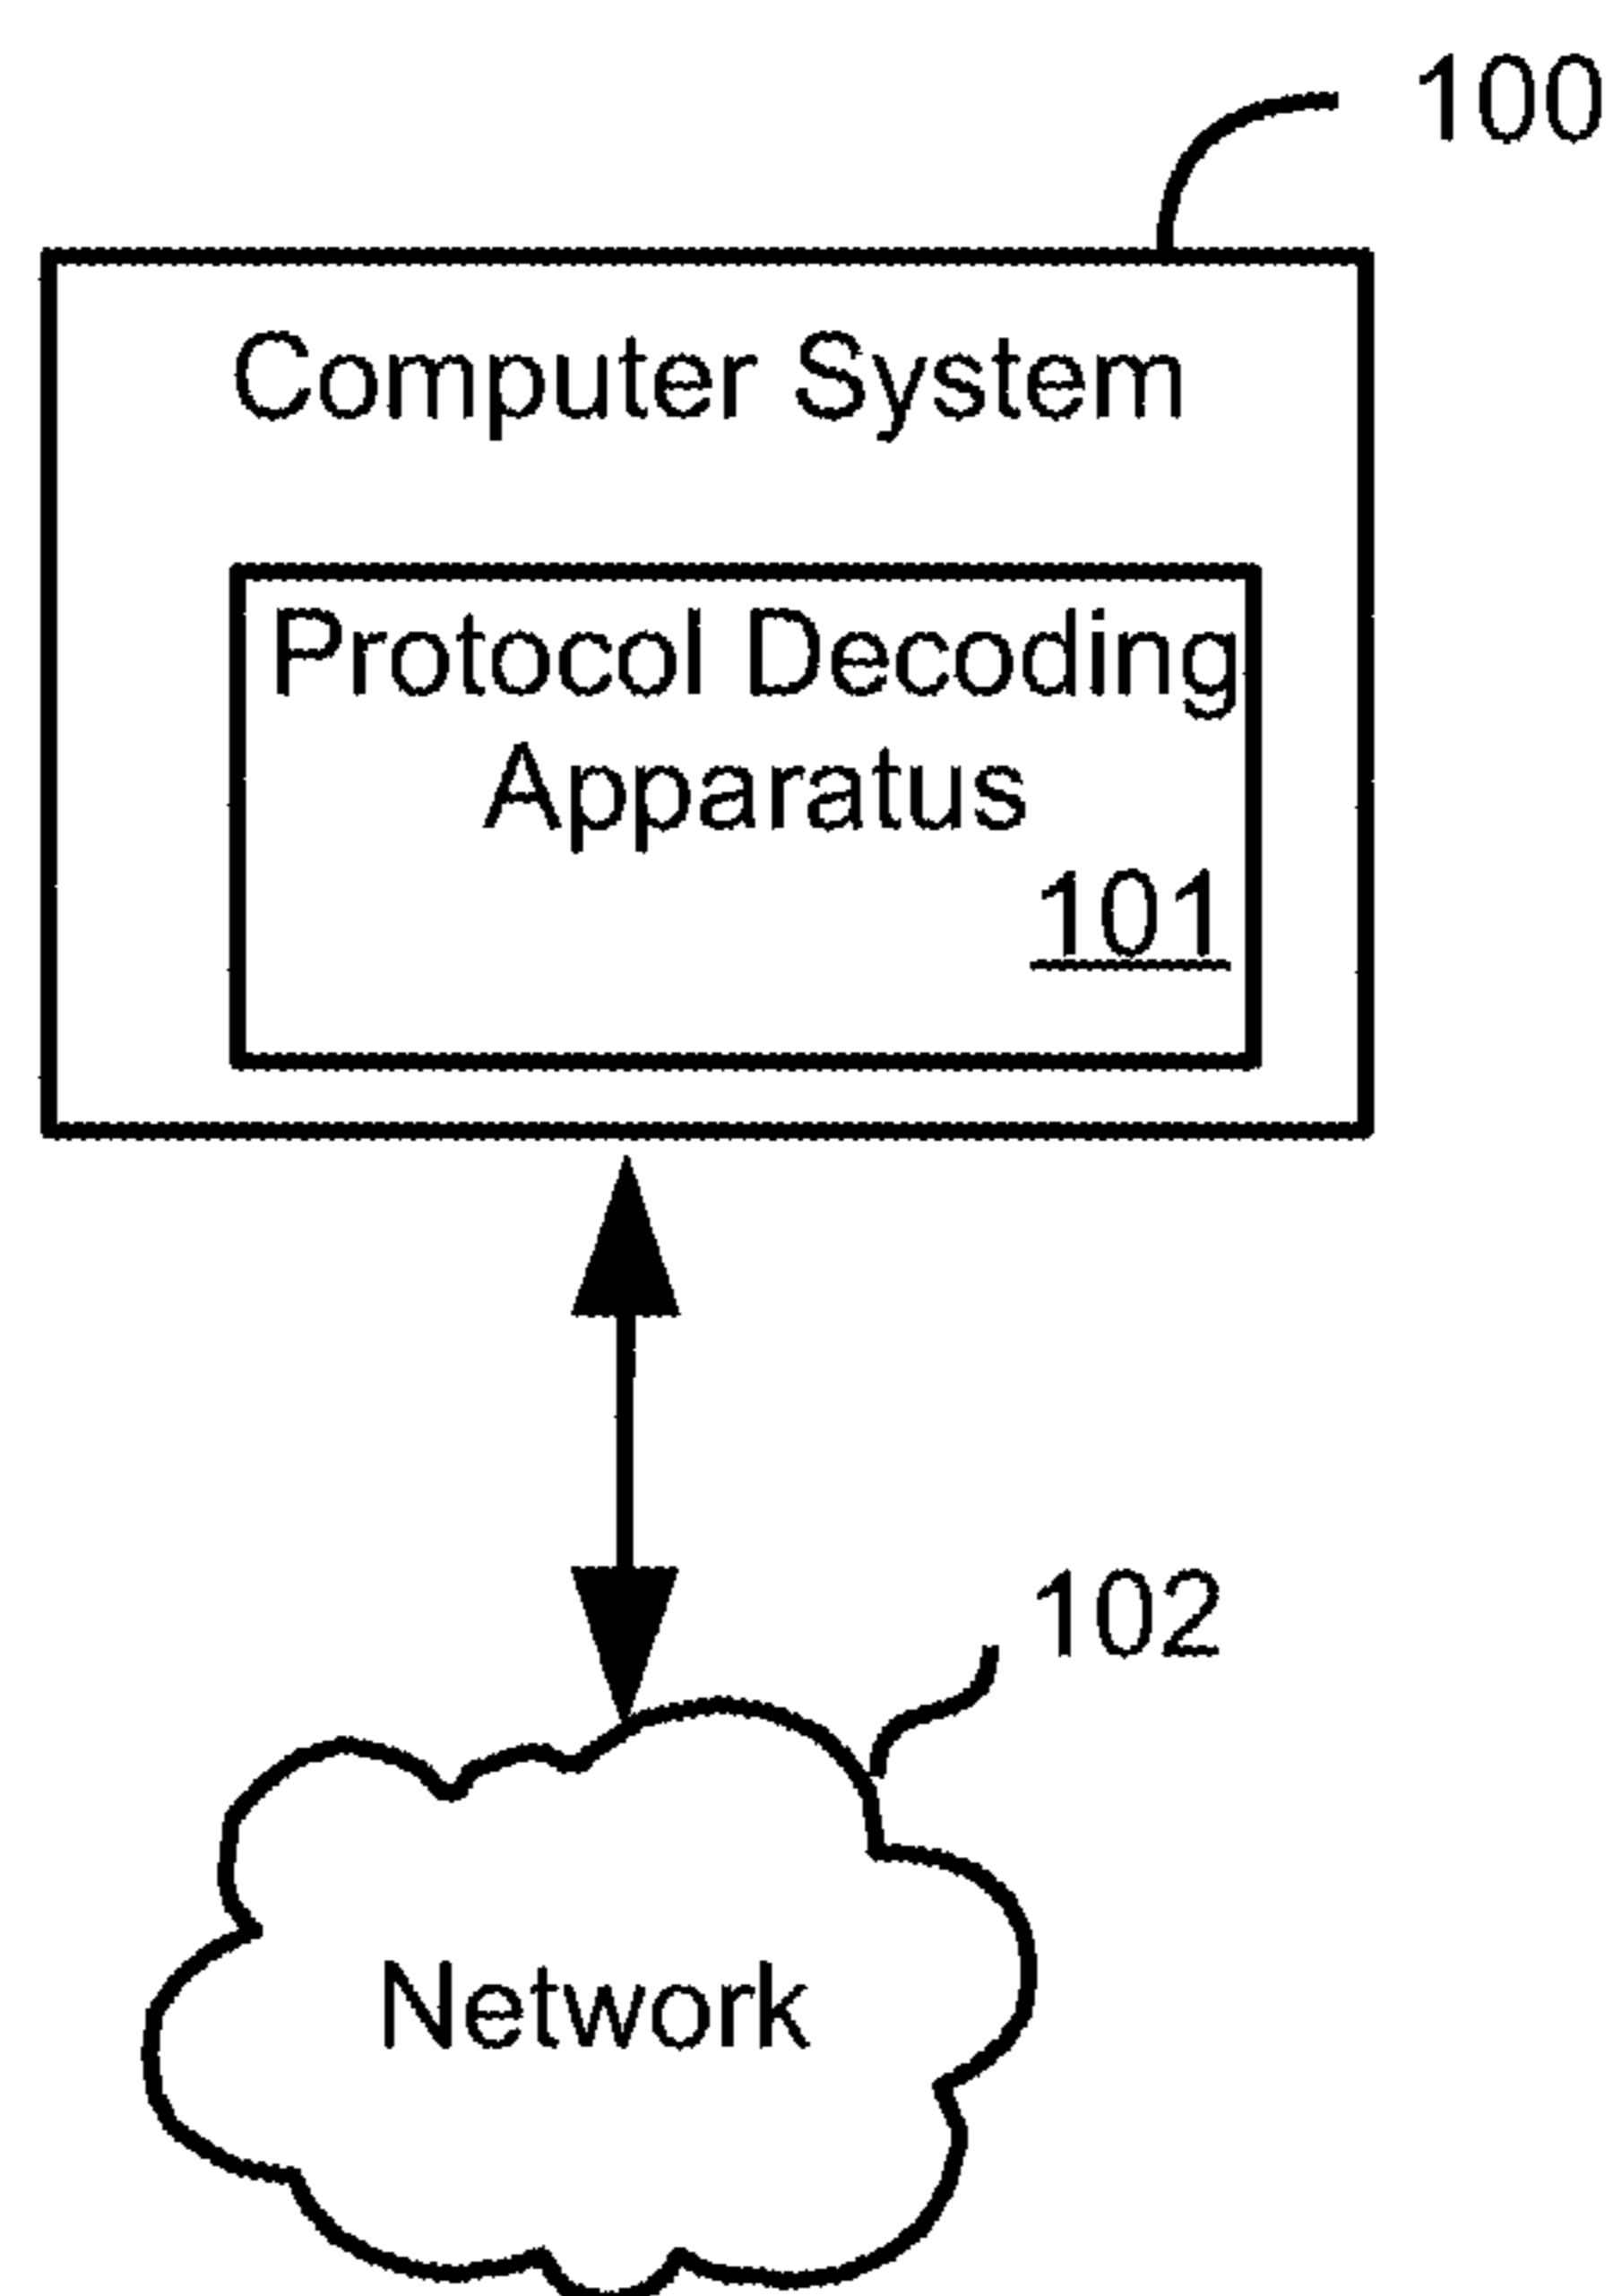 100
Computer System
Protocol Decoding
Apparatus
101
102
Network